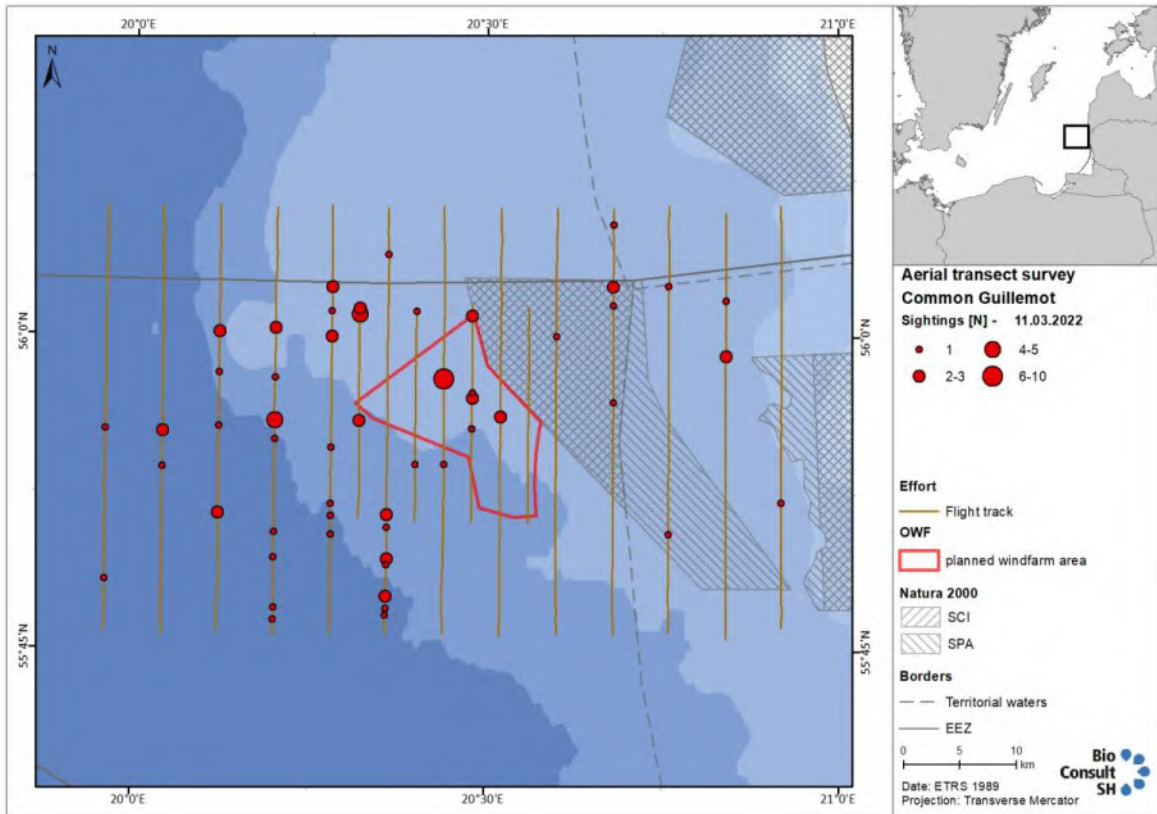 20°0'E
20°30'E
21°0'E
N
56°0'N
56°0'N
55°45'N
55°45'N
20°0'E
20°30'E
21°0'E
Aerial transect survey
Common Guillemot
Sightings [N] - 11.03.2022
1
4-5
2-3
6-10
Effort
Flight track
OWF
planned windfarm area
Natura 2000
SCI
SPA
Borders
Territorial waters
EEZ
0 5 10
km
Date: ETRS 1989
Projection: Transverse Mercator
Bio
Consult
SH